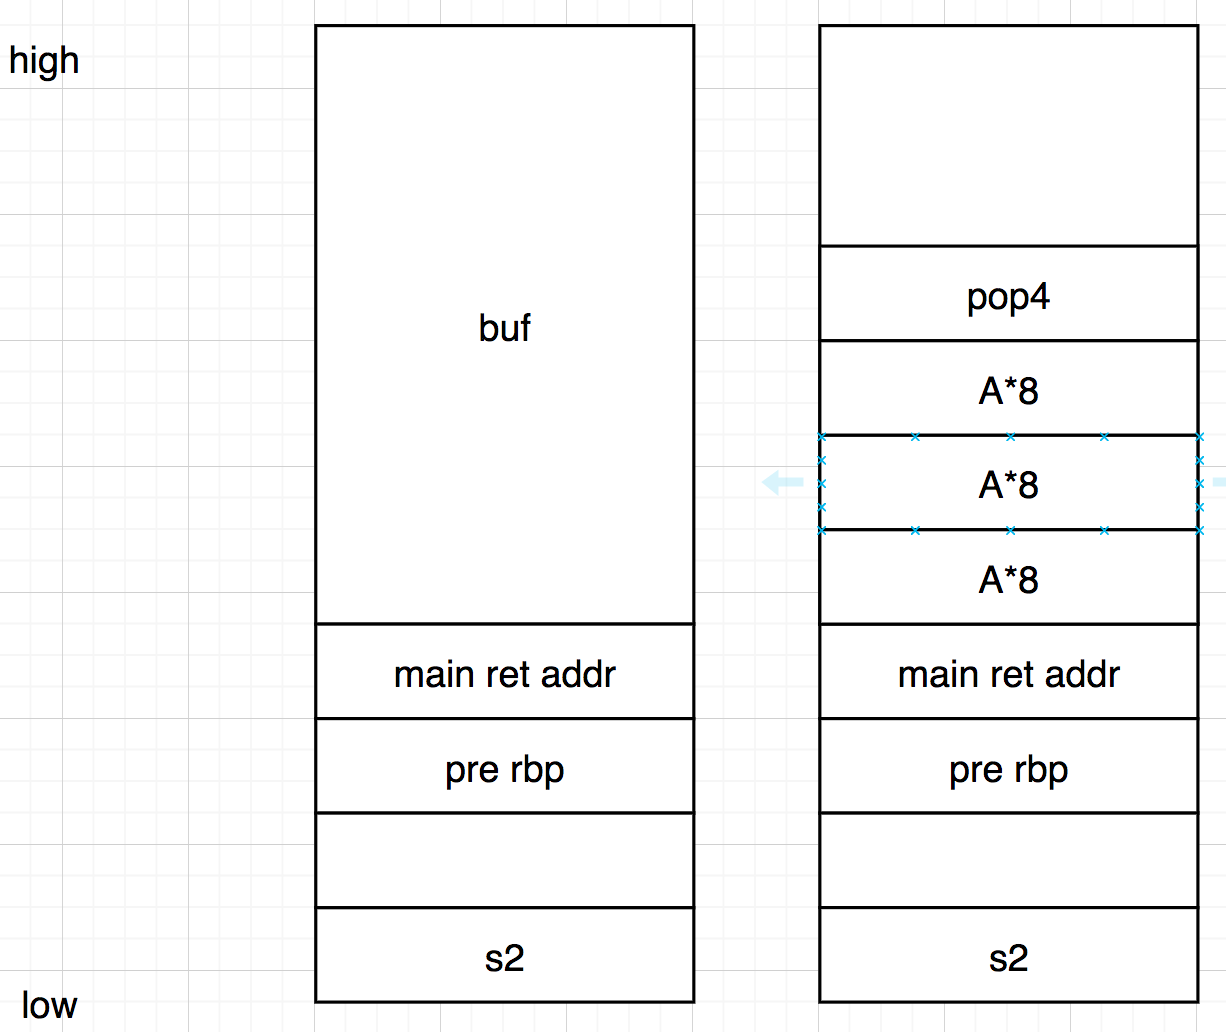 high
buf
main ret addr
pre rbp
s2
low
pop4
A*8
A*8
A*8
main ret addr
pre rbp
s2